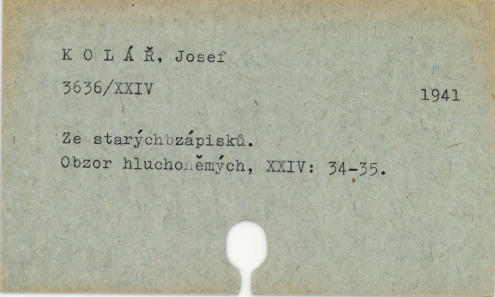 K O L Á Ř, Josef
3636/XXIV
1941
Ze starýchbzápisků.
Obzor hluchoněmých, XXIV: 34-35.